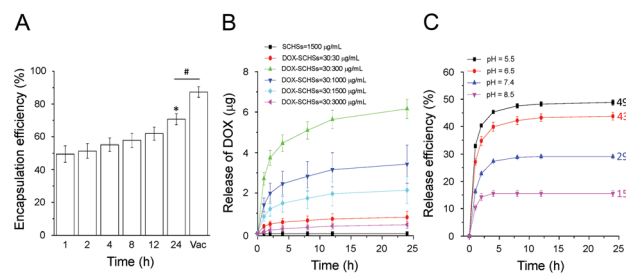 A
Encapsulation efficiency (%)
100
80
60
40
20
0
*
#
1 2 4 8 12 24 Vac
Time (h)
B
Release of DOX
(µg)
8
6
4
2
0
SCHSs=1500 µg/mL
DOX-SCHSs=30:30 µg/mL
DOX-SCHSs=30:300 µg/mL
DOX-SCHSs=30:1000 µg/mL
DOX-SCHSs=30:1500 µg/mL
DOX-SCHSs=30:3000 µg/mL
0 5 10 15 20 25
Time (h)
C
Release efficiency (%)
60
50
40
30
20
10
0
pH = 5.5
pH = 6.5
pH = 7.4
pH = 8.5
49
43
29
15
0 5 10 15 20 25
Time (h)